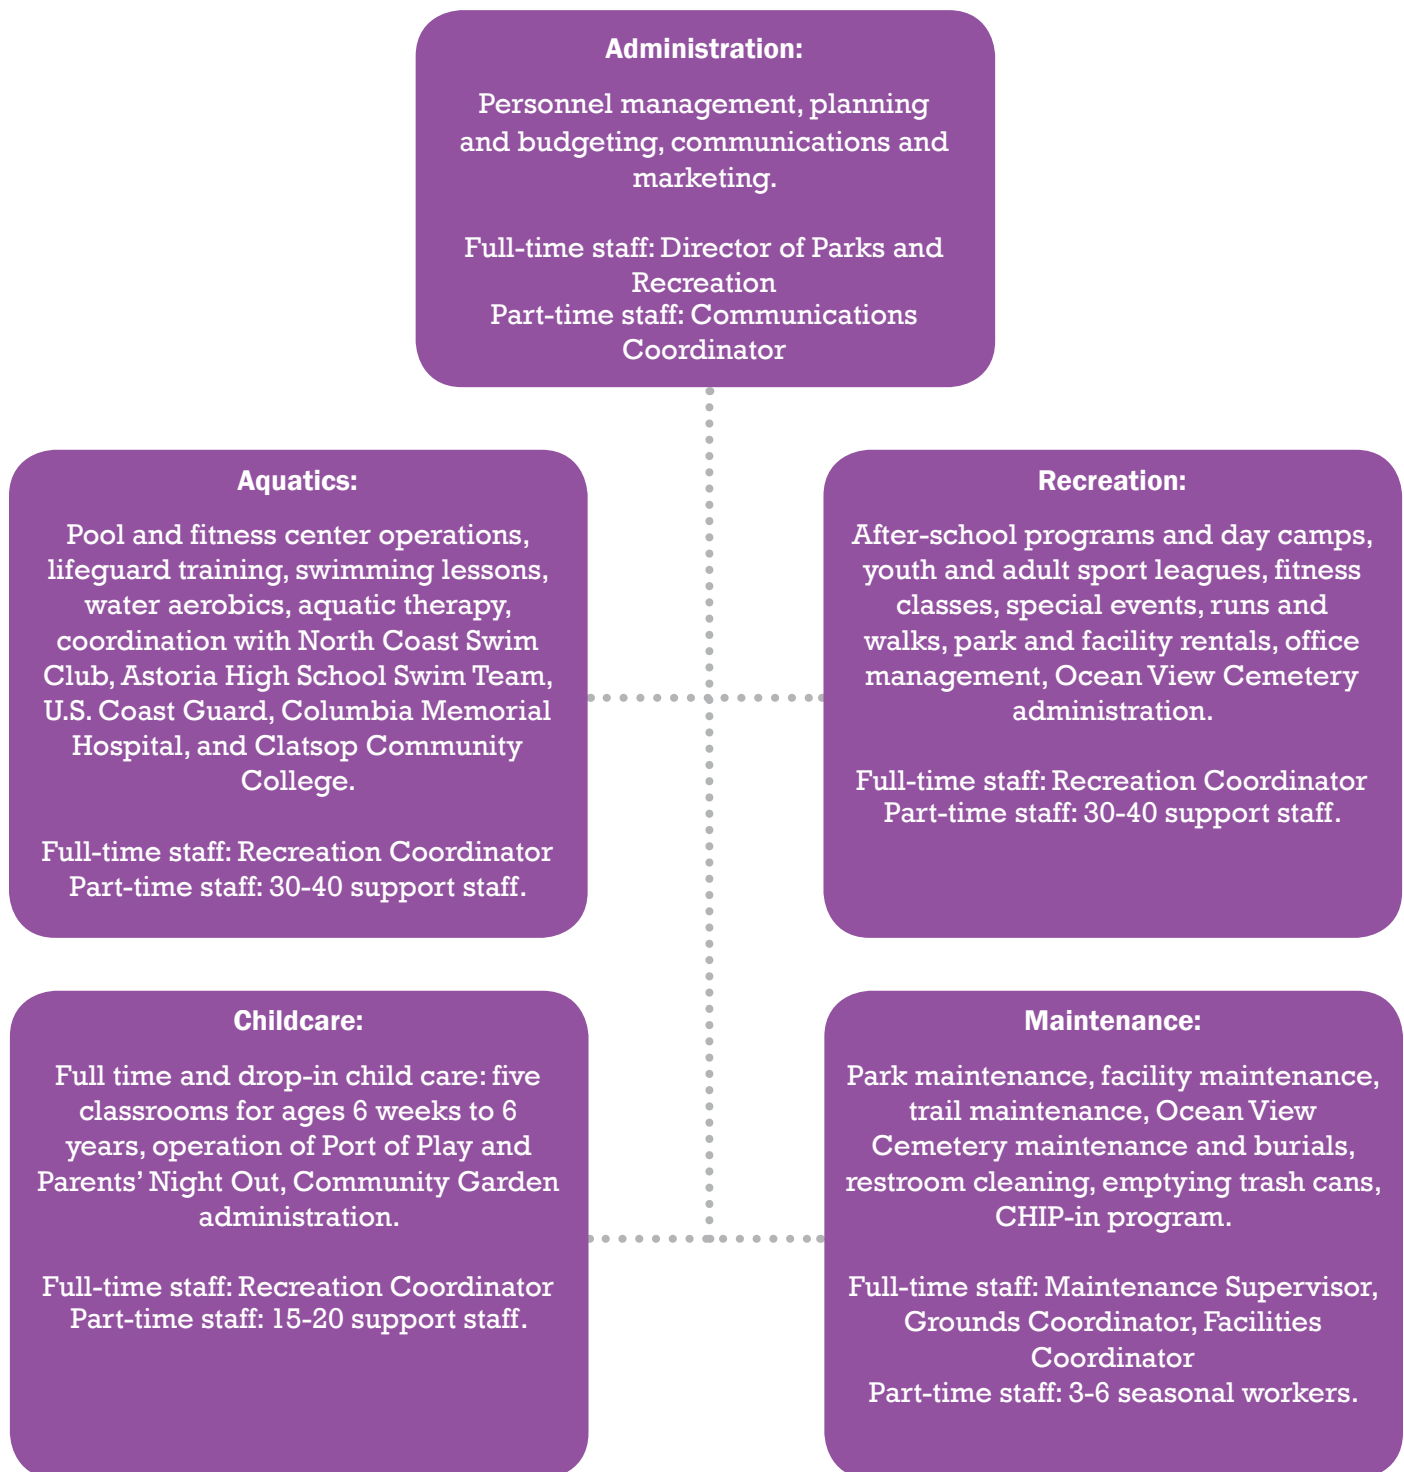 Administration:
Personnel management, planning
and budgeting, communications and
marketing.
Full-time staff: Director of Parks and
Recreation
Part-time staff: Communications
Coordinator
Aquatics:
Pool and fitness center operations,
lifeguard training, swimming lessons,
water aerobics, aquatic therapy,
coordination with North Coast Swim
Club, Astoria High School Swim Team,
U.S. Coast Guard, Columbia Memorial
Hospital, and Clatsop Community
College.
Full-time staff: Recreation Coordinator
Part-time staff: 30-40 support staff.
Recreation:
After-school programs and day camps,
youth and adult sport leagues, fitness
classes, special events, runs and
walks, park and facility rentals, office
management, Ocean View Cemetery
administration.
Full-time staff: Recreation Coordinator
Part-time staff: 30-40 support staff.
Childcare:
Full time and drop-in child care: five
classrooms for ages 6 weeks to 6
years, operation of Port of Play and
Parents’ Night Out, Community Garden
administration.
Full-time staff: Recreation Coordinator
Part-time staff: 15-20 support staff.
Maintenance:
Park maintenance, facility maintenance,
trail maintenance, Ocean View
Cemetery maintenance and burials,
restroom cleaning, emptying trash cans,
CHIP-in program.
Full-time staff: Maintenance Supervisor,
Grounds Coordinator, Facilities
Coordinator
Part-time staff: 3-6 seasonal workers.